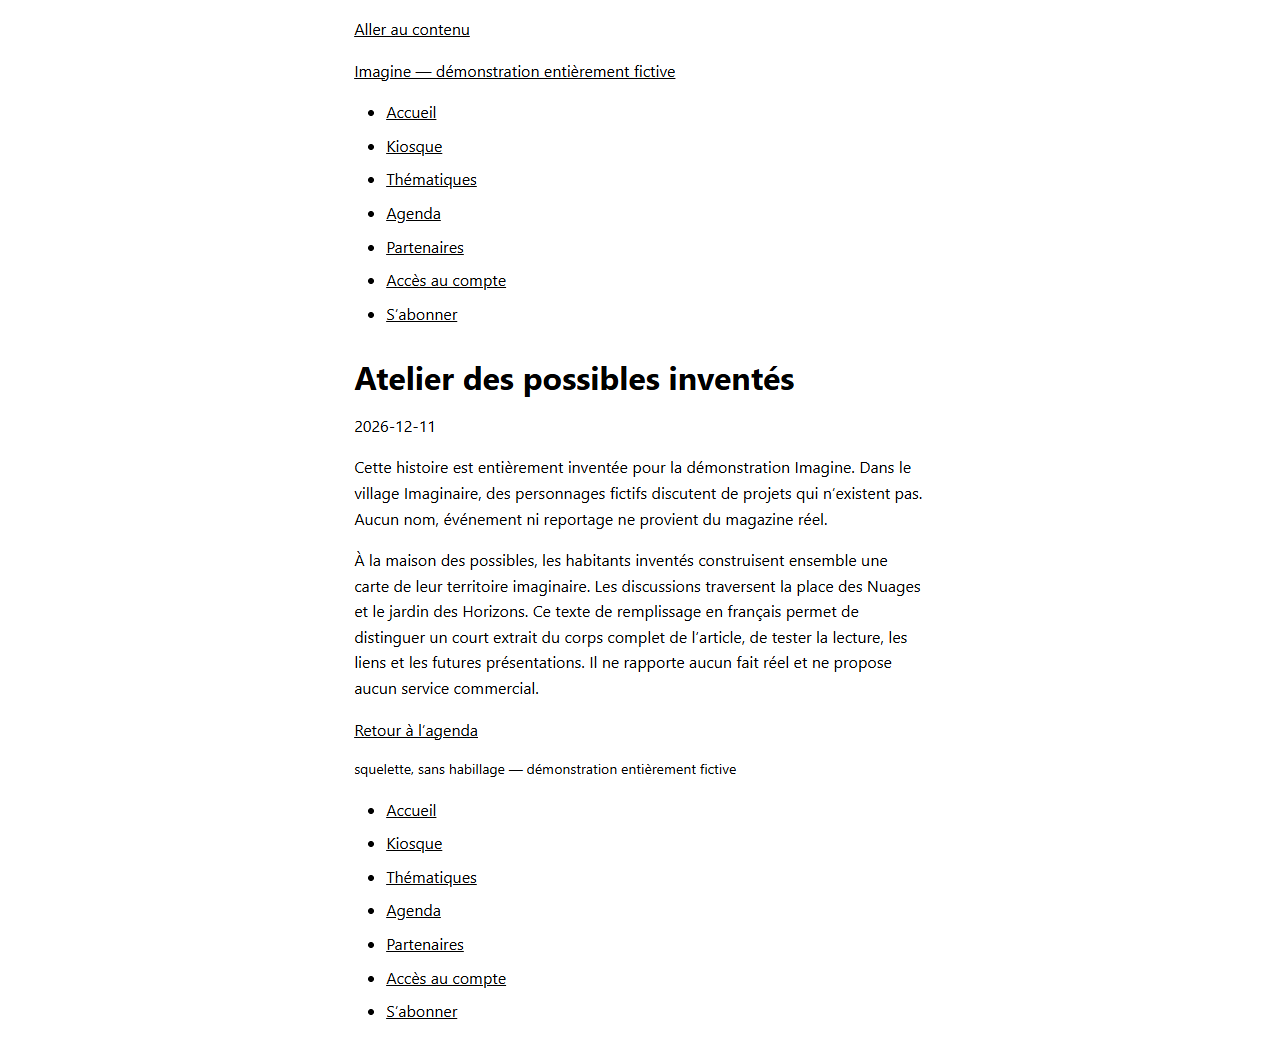 Aller au contenu
Imagine — démonstration entièrement fictive
Accueil
Kiosque
Thématiques
Agenda
Partenaires
Accès au compte
S’abonner
Atelier des possibles inventés
2026-12-11
Cette histoire est entièrement inventée pour la démonstration Imagine. Dans le
village Imaginaire, des personnages fictifs discutent de projets qui n’existent pas.
Aucun nom, événement ni reportage ne provient du magazine réel.
À la maison des possibles, les habitants inventés construisent ensemble une
carte de leur territoire imaginaire. Les discussions traversent la place des Nuages
et le jardin des Horizons. Ce texte de remplissage en français permet de
distinguer un court extrait du corps complet de l’article, de tester la lecture, les
liens et les futures présentations. Il ne rapporte aucun fait réel et ne propose
aucun service commercial.
Retour à l’agenda
squelette, sans habillage — démonstration entièrement fictive
Accueil
Kiosque
Thématiques
Agenda
Partenaires
Accès au compte
S’abonner